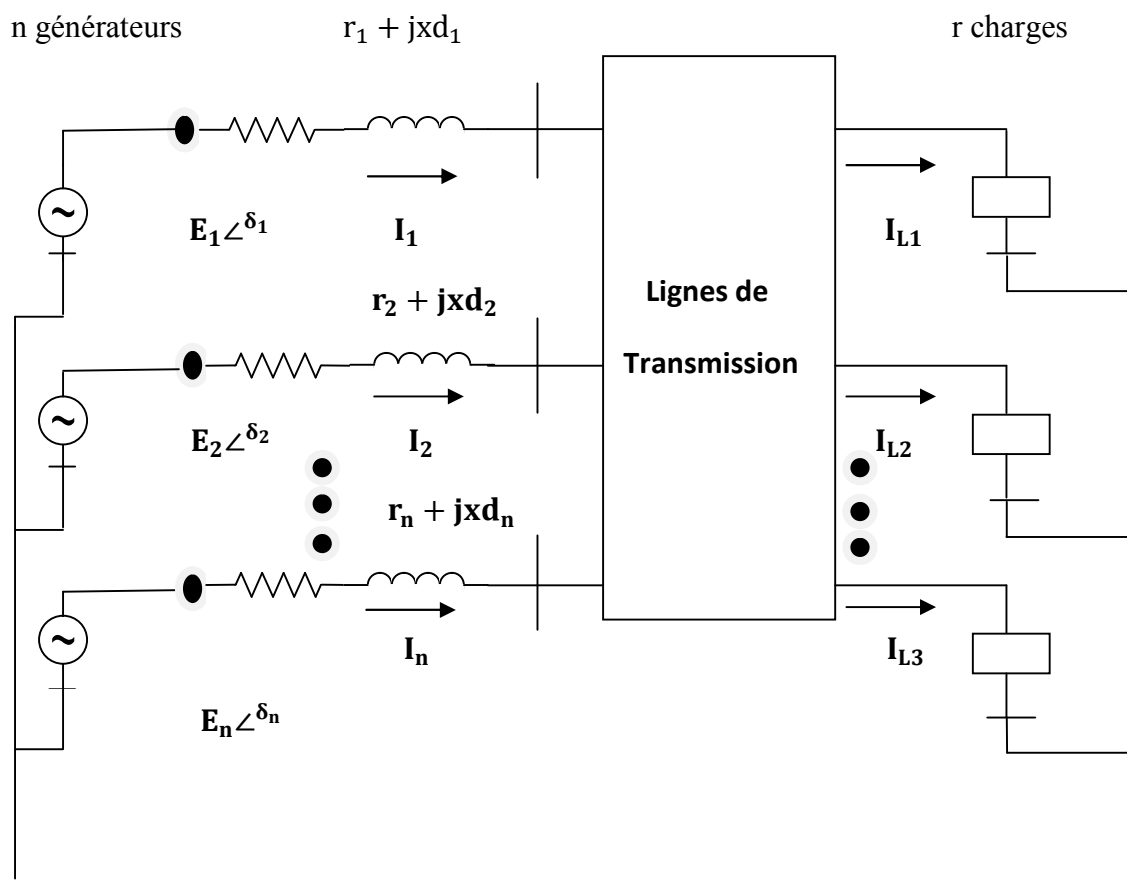 n générateurs
r₁ + jxd₁
r charges
E₁∠^δ₁
I₁
I_L1
r₂ + jxd₂
Lignes de
Transmission
E₂∠^δ₂
I₂
I_L2
rₙ + jxdₙ
Iₙ
I_L3
Eₙ∠^δₙ